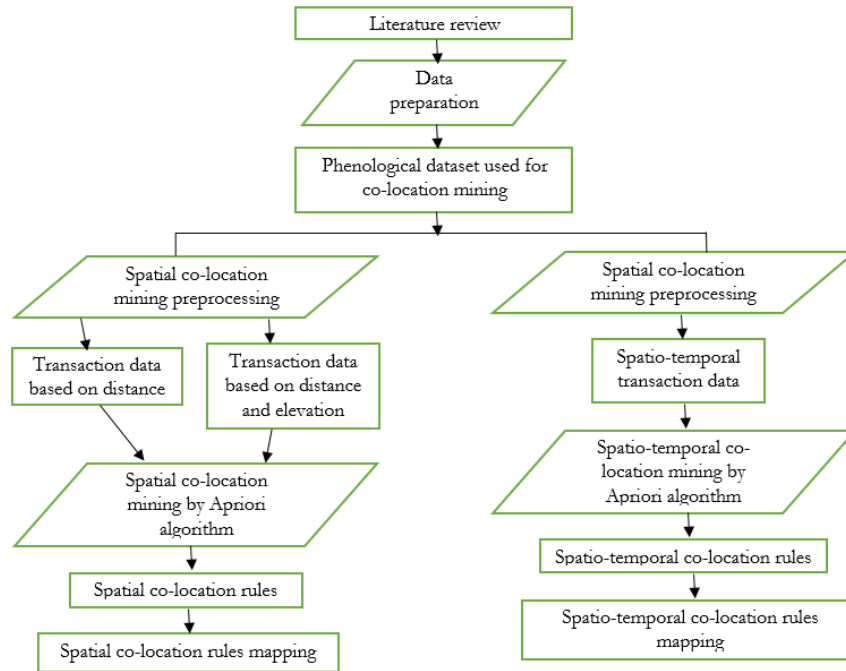 Literature review
Data
preparation
Phenological dataset used for
co-location mining
Spatial co-location
mining preprocessing
Transaction data
based on distance
Transaction data
based on distance
and elevation
Spatial co-location
mining by Apriori
algorithm
Spatial co-location rules
Spatial co-location rules mapping
Spatial co-location
mining preprocessing
Spatio-temporal
transaction data
Spatio-temporal co-
location mining by
Apriori algorithm
Spatio-temporal co-location rules
Spatio-temporal co-location rules
mapping